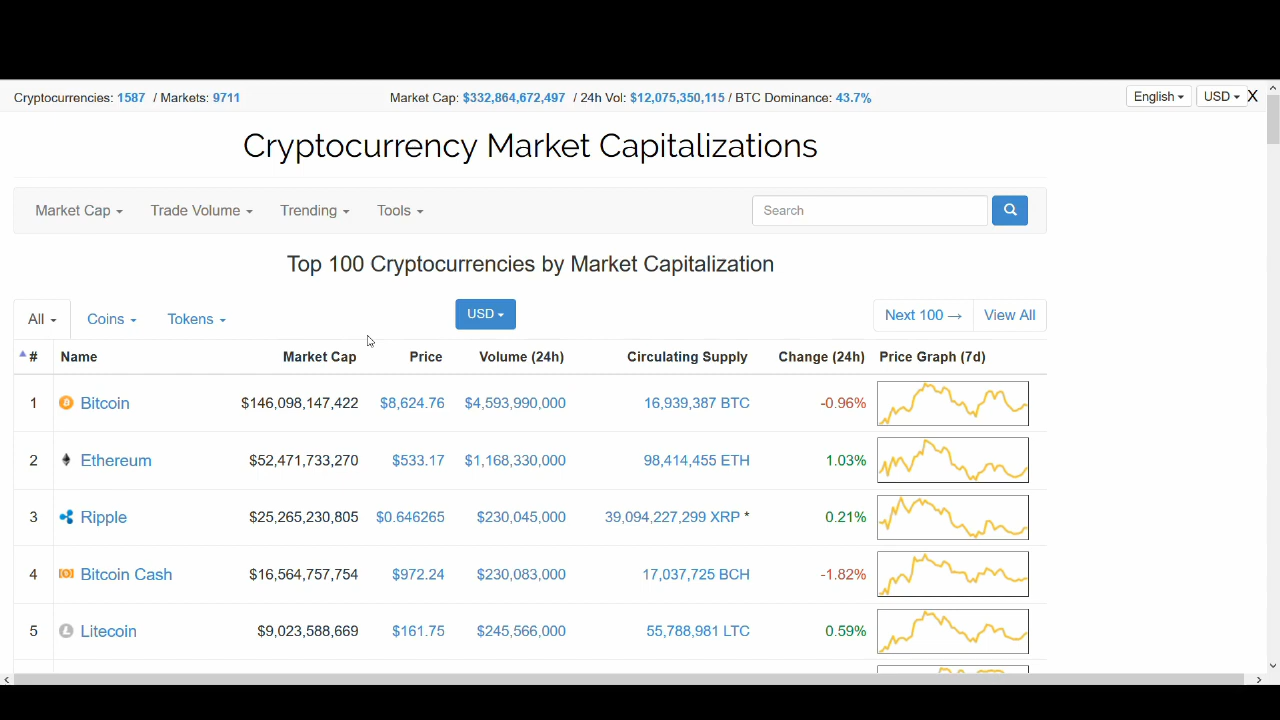 Cryptocurrencies: 1587 / Markets: 9711 Market Cap: $332,864,672,497 / 24h Vol: $12,075,350,115 / BTC Dominance: 43.7% English USD X
Cryptocurrency Market Capitalizations
Market Cap Trade Volume Trending Tools Search
Top 100 Cryptocurrencies by Market Capitalization
All Coins Tokens USD Next 100 → View All
# Name Market Cap Price Volume (24h) Circulating Supply Change (24h) Price Graph (7d)
1 Bitcoin $146,098,147,422 $8,624.76 $4,593,990,000 16,939,387 BTC -0.96%
2 Ethereum $52,471,733,270 $533.17 $1,168,330,000 98,414,455 ETH 1.03%
3 Ripple $25,265,230,805 $0.646265 $230,045,000 39,094,227,299 XRP * 0.21%
4 Bitcoin Cash $16,564,757,754 $972.24 $230,083,000 17,037,725 BCH -1.82%
5 Litecoin $9,023,588,669 $161.75 $245,566,000 55,788,981 LTC 0.59%